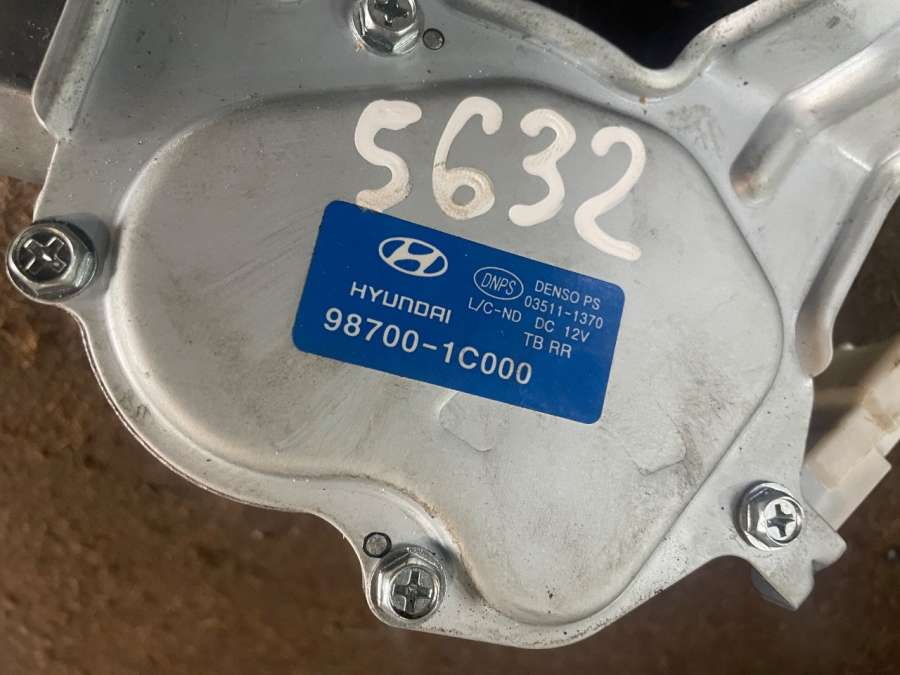 5632
HYUNDAI
98700-1C000
DNPS
DENSO PS
03511-1370
L/C-ND DC 12V
TB RR